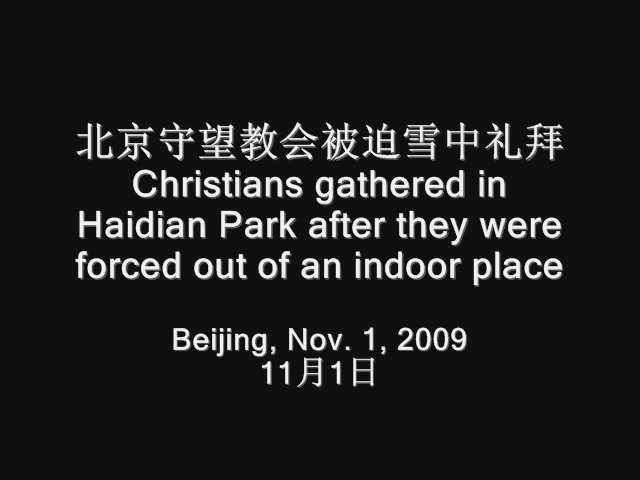 北京守望教会被迫雪中礼拜
Christians gathered in
Haidian Park after they were
forced out of an indoor place
Beijing, Nov. 1, 2009
11月1日